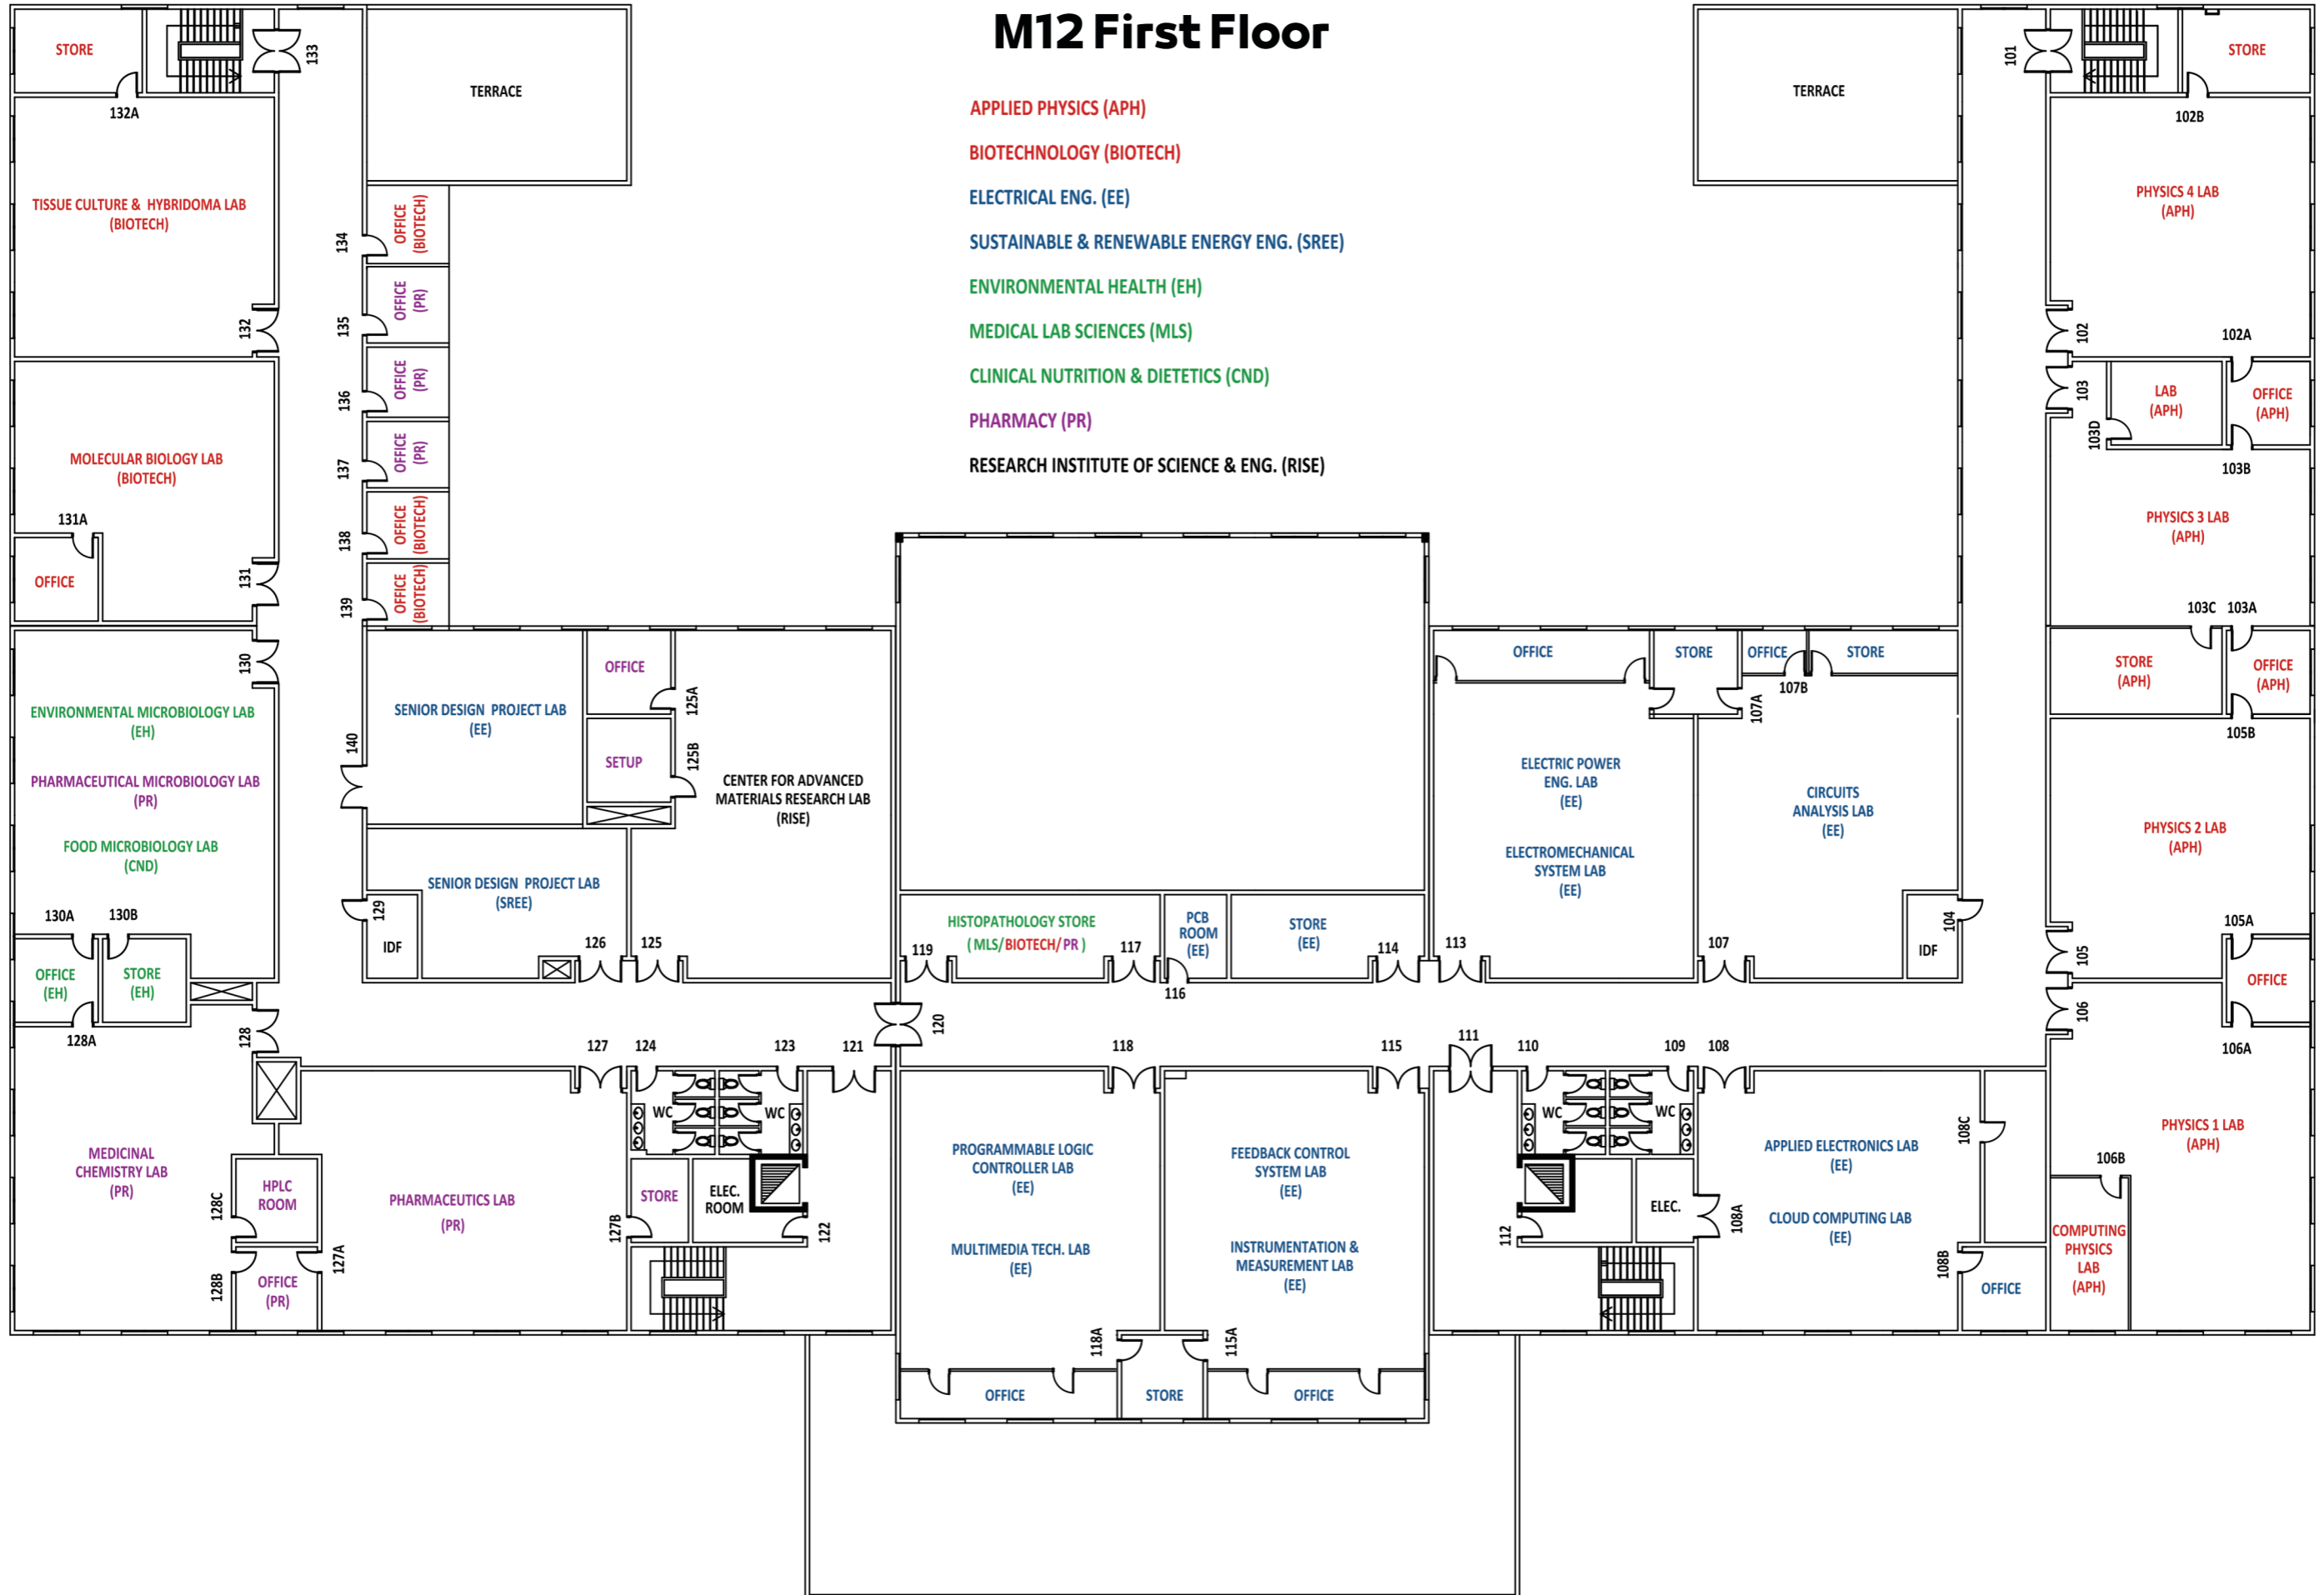 M12 First Floor
APPLIED PHYSICS (APH)
BIOTECHNOLOGY (BIOTECH)
ELECTRICAL ENG. (EE)
SUSTAINABLE & RENEWABLE ENERGY ENG. (SREE)
ENVIRONMENTAL HEALTH (EH)
MEDICAL LAB SCIENCES (MLS)
CLINICAL NUTRITION & DIETETICS (CND)
PHARMACY (PR)
RESEARCH INSTITUTE OF SCIENCE & ENG. (RISE)
STORE
133
132A
TERRACE
TISSUE CULTURE & HYBRIDOMA LAB
(BIOTECH)
132
134
OFFICE
(BIOTECH)
135
OFFICE
(PR)
136
OFFICE
(PR)
137
OFFICE
(PR)
138
OFFICE
(BIOTECH)
139
OFFICE
(BIOTECH)
MOLECULAR BIOLOGY LAB
(BIOTECH)
131A
OFFICE
131
130
ENVIRONMENTAL MICROBIOLOGY LAB
(EH)
PHARMACEUTICAL MICROBIOLOGY LAB
(PR)
FOOD MICROBIOLOGY LAB
(CND)
130A
130B
OFFICE
(EH)
STORE
(EH)
128A
128
MEDICINAL
CHEMISTRY LAB
(PR)
128C
HPLC
ROOM
128B
OFFICE
(PR)
127A
PHARMACEUTICS LAB
(PR)
127
127B
STORE
140
SENIOR DESIGN PROJECT LAB
(EE)
OFFICE
125A
SETUP
125B
CENTER FOR ADVANCED
MATERIALS RESEARCH LAB
(RISE)
SENIOR DESIGN PROJECT LAB
(SREE)
129
IDF
126
125
124
123
121
WC
WC
ELEC.
ROOM
122
120
119
HISTOPATHOLOGY STORE
( MLS/BIOTECH/PR )
117
PCB
ROOM
(EE)
116
STORE
(EE)
114
118
115
PROGRAMMABLE LOGIC
CONTROLLER LAB
(EE)
MULTIMEDIA TECH. LAB
(EE)
FEEDBACK CONTROL
SYSTEM LAB
(EE)
INSTRUMENTATION &
MEASUREMENT LAB
(EE)
118A
115A
OFFICE
STORE
OFFICE
OFFICE
STORE
OFFICE
STORE
107A
107B
ELECTRIC POWER
ENG. LAB
(EE)
ELECTROMECHANICAL
SYSTEM LAB
(EE)
CIRCUITS
ANALYSIS LAB
(EE)
113
107
104
IDF
111
110
109
108
WC
WC
112
ELEC.
108A
APPLIED ELECTRONICS LAB
(EE)
CLOUD COMPUTING LAB
(EE)
108C
108B
OFFICE
TERRACE
101
STORE
102B
PHYSICS 4 LAB
(APH)
102
102A
103
LAB
(APH)
OFFICE
(APH)
103D
103B
PHYSICS 3 LAB
(APH)
103C
103A
STORE
(APH)
OFFICE
(APH)
105B
PHYSICS 2 LAB
(APH)
105
105A
OFFICE
106
106A
PHYSICS 1 LAB
(APH)
106B
COMPUTING
PHYSICS
LAB
(APH)